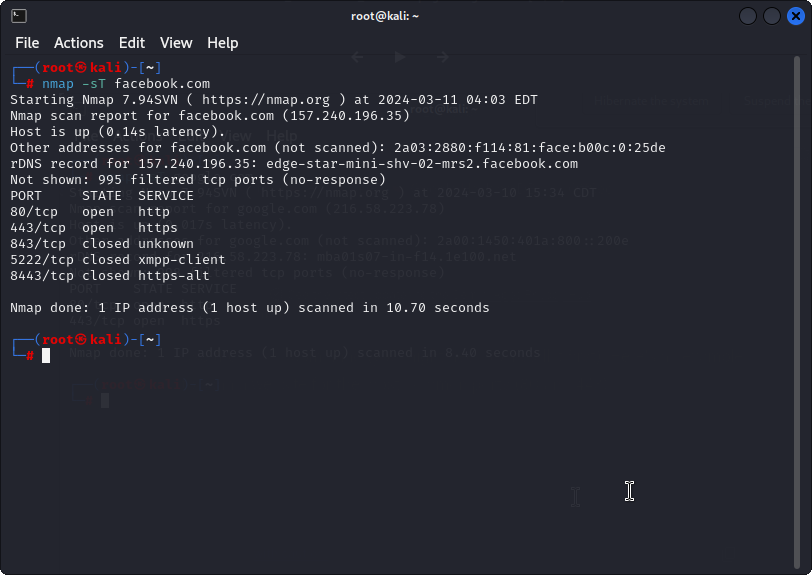 root@kali: ~
File Actions Edit View Help
┌──(root㉿kali)-[~]
└─# nmap -sT facebook.com
Starting Nmap 7.94SVN ( https://nmap.org ) at 2024-03-11 04:03 EDT
Nmap scan report for facebook.com (157.240.196.35)
Host is up (0.14s latency).
Other addresses for facebook.com (not scanned): 2a03:2880:f114:81:face:b00c:0:25de
rDNS record for 157.240.196.35: edge-star-mini-shv-02-mrs2.facebook.com
Not shown: 995 filtered tcp ports (no-response)
PORT     STATE  SERVICE
80/tcp   open   http
443/tcp  open   https
843/tcp  closed unknown
5222/tcp closed xmpp-client
8443/tcp closed https-alt
Nmap done: 1 IP address (1 host up) scanned in 10.70 seconds
┌──(root㉿kali)-[~]
└─#